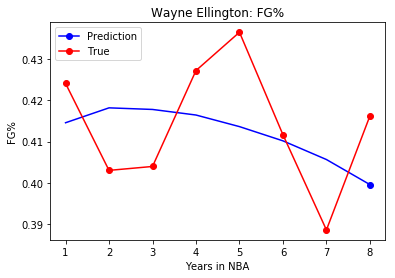 Wayne Ellington: FG%
Prediction
True
FG%
0.43
0.42
0.41
0.40
0.39
1 2 3 4 5 6 7 8
Years in NBA